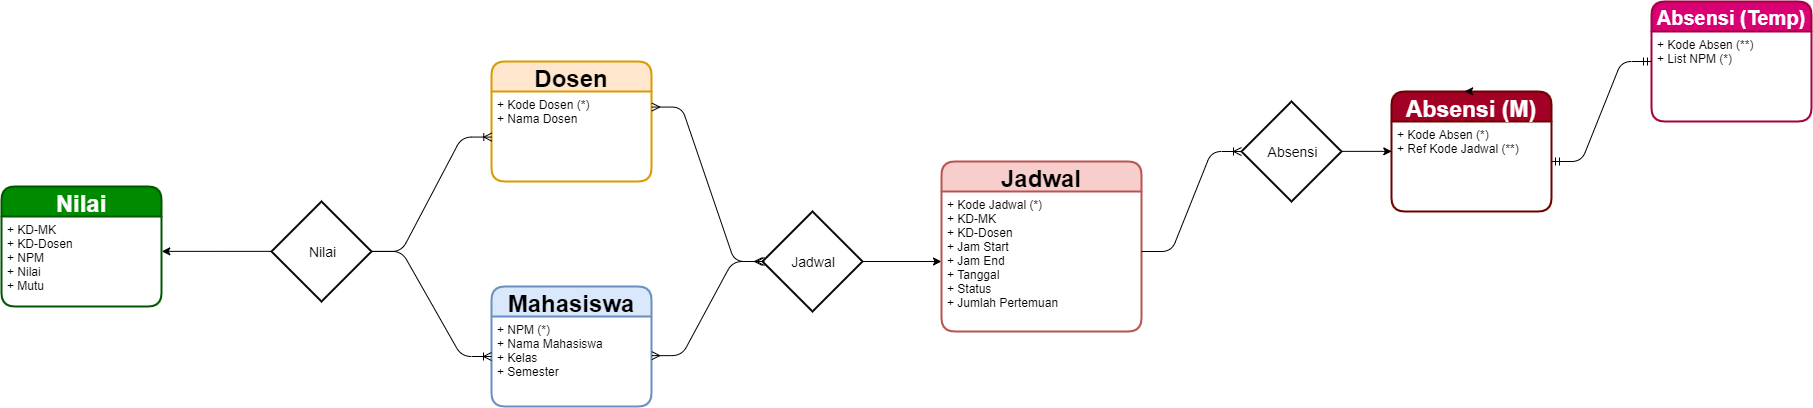 Nilai
+ KD-MK
+ KD-Dosen
+ NPM
+ Nilai
+ Mutu
Nilai
Dosen
+ Kode Dosen (*)
+ Nama Dosen
Mahasiswa
+ NPM (*)
+ Nama Mahasiswa
+ Kelas
+ Semester
Jadwal
Jadwal
+ Kode Jadwal (*)
+ KD-MK
+ KD-Dosen
+ Jam Start
+ Jam End
+ Tanggal
+ Status
+ Jumlah Pertemuan
Absensi
Absensi (M)
+ Kode Absen (*)
+ Ref Kode Jadwal (**)
Absensi (Temp)
+ Kode Absen (**)
+ List NPM (*)